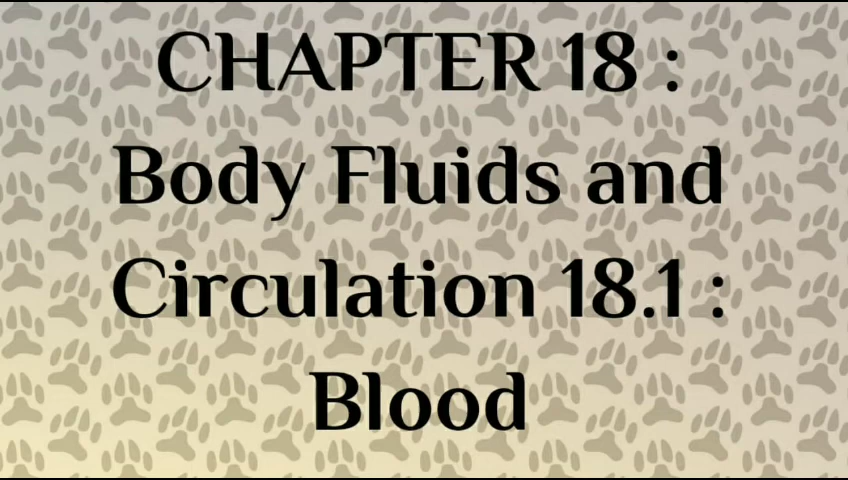 CHAPTER 18 :
Body Fluids and
Circulation 18.1 :
Blood